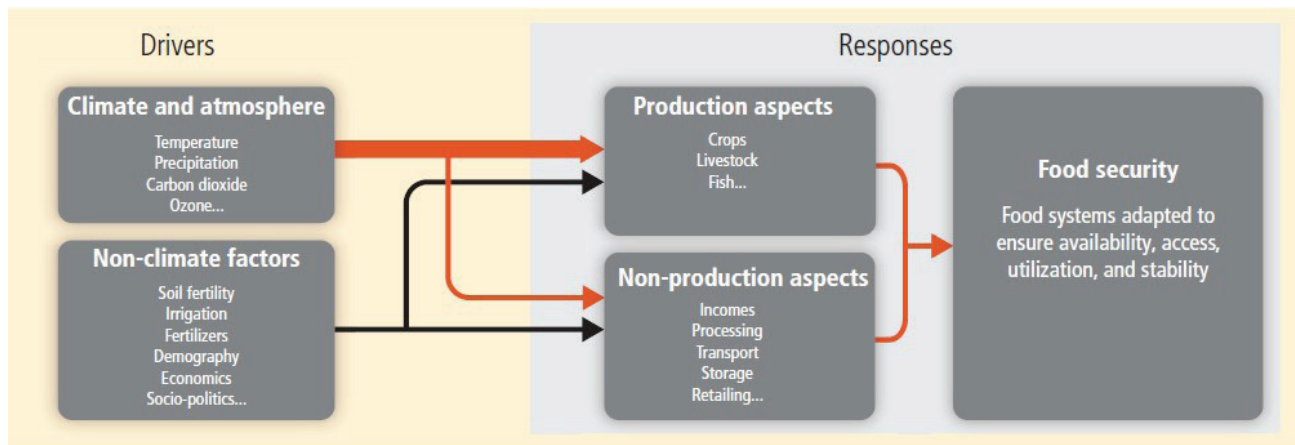 Drivers
Responses
Climate and atmosphere
Temperature
Precipitation
Carbon dioxide
Ozone...
Non-climate factors
Soil fertility
Irrigation
Fertilizers
Demography
Economics
Socio-politics...
Production aspects
Crops
Livestock
Fish...
Non-production aspects
Incomes
Processing
Transport
Storage
Retailing...
Food security
Food systems adapted to
ensure availability, access,
utilization, and stability